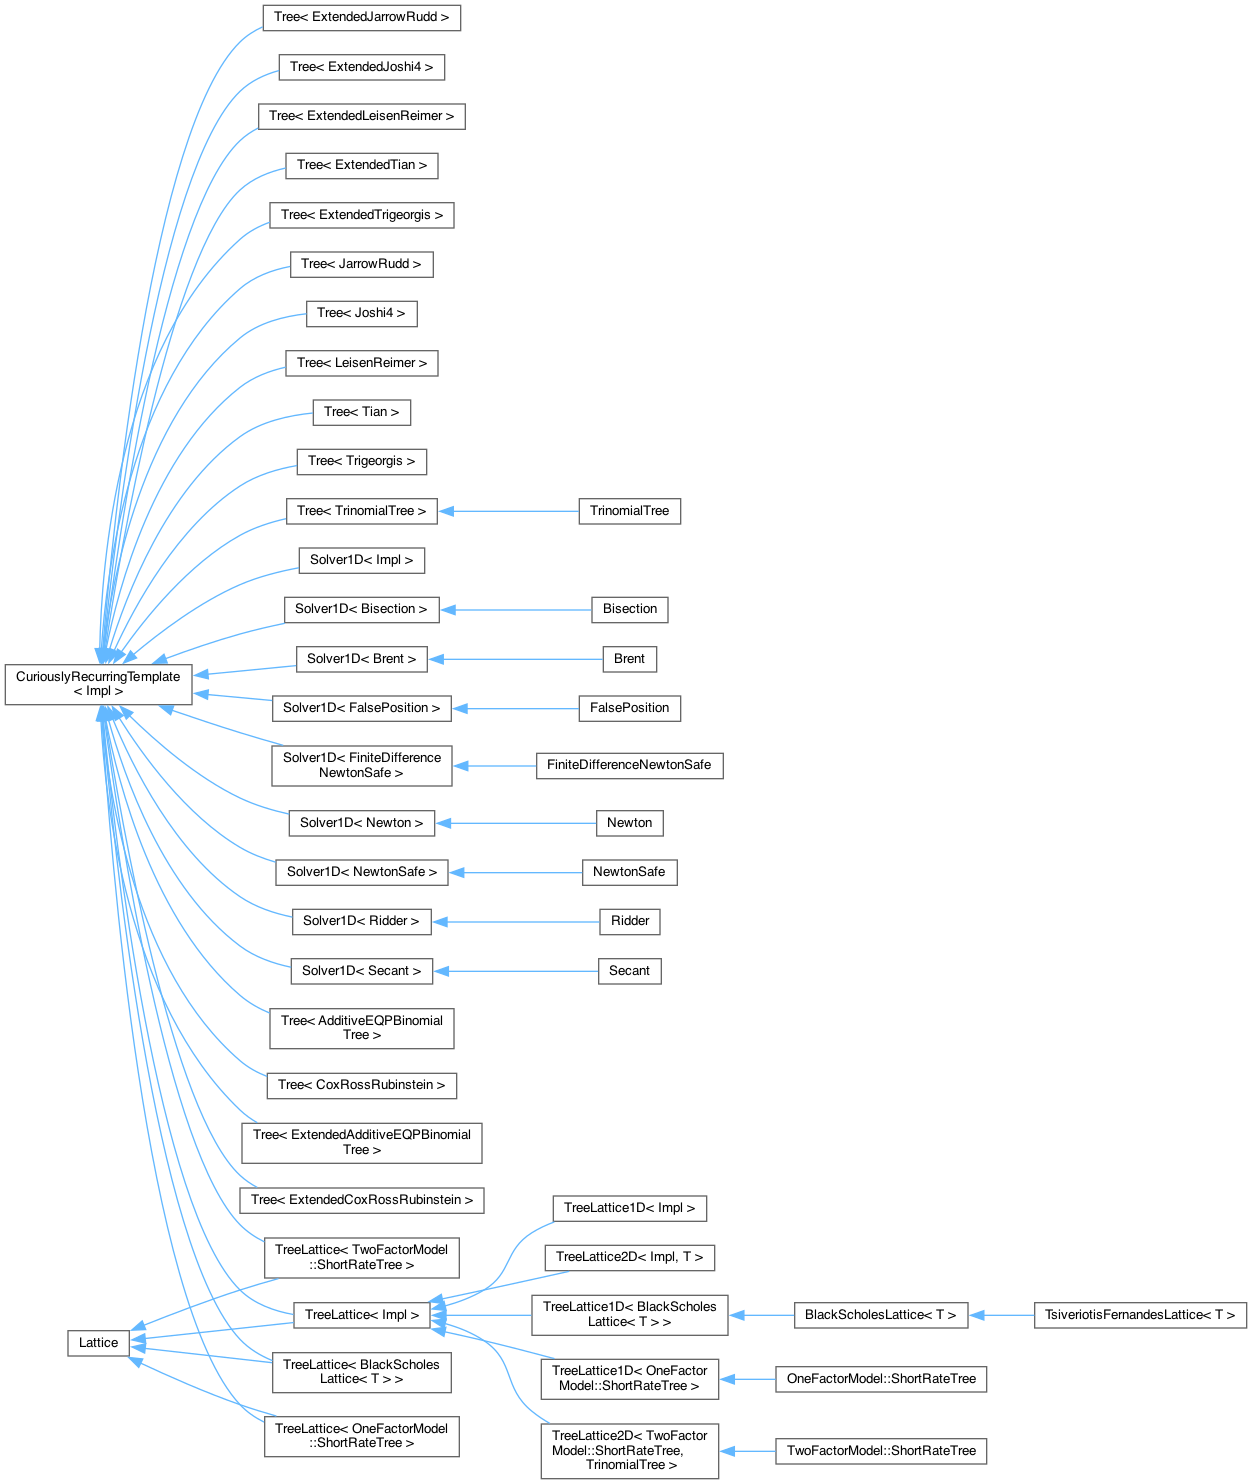 Tree< ExtendedJarrowRudd >
Tree< ExtendedJoshi4 >
Tree< ExtendedLeisenReimer >
Tree< ExtendedTian >
Tree< ExtendedTrigeorgis >
Tree< JarrowRudd >
Tree< Joshi4 >
Tree< LeisenReimer >
Tree< Tian >
Tree< Trigeorgis >
Tree< TrinomialTree >
TrinomialTree
Solver1D< Impl >
Solver1D< Bisection >
Bisection
Solver1D< Brent >
Brent
CuriouslyRecurringTemplate
< Impl >
Solver1D< FalsePosition >
FalsePosition
Solver1D< FiniteDifference
NewtonSafe >
FiniteDifferenceNewtonSafe
Solver1D< Newton >
Newton
Solver1D< NewtonSafe >
NewtonSafe
Solver1D< Ridder >
Ridder
Solver1D< Secant >
Secant
Tree< AdditiveEQPBinomial
Tree >
Tree< CoxRossRubinstein >
Tree< ExtendedAdditiveEQPBinomial
Tree >
Tree< ExtendedCoxRossRubinstein >
TreeLattice1D< Impl >
TreeLattice< TwoFactorModel
::ShortRateTree >
TreeLattice2D< Impl, T >
TreeLattice< Impl >
TreeLattice1D< BlackScholes
Lattice< T > >
BlackScholesLattice< T >
TsiveriotisFernandesLattice< T >
Lattice
TreeLattice< BlackScholes
Lattice< T > >
TreeLattice1D< OneFactor
Model::ShortRateTree >
OneFactorModel::ShortRateTree
TreeLattice< OneFactorModel
::ShortRateTree >
TreeLattice2D< TwoFactor
Model::ShortRateTree,
TrinomialTree >
TwoFactorModel::ShortRateTree